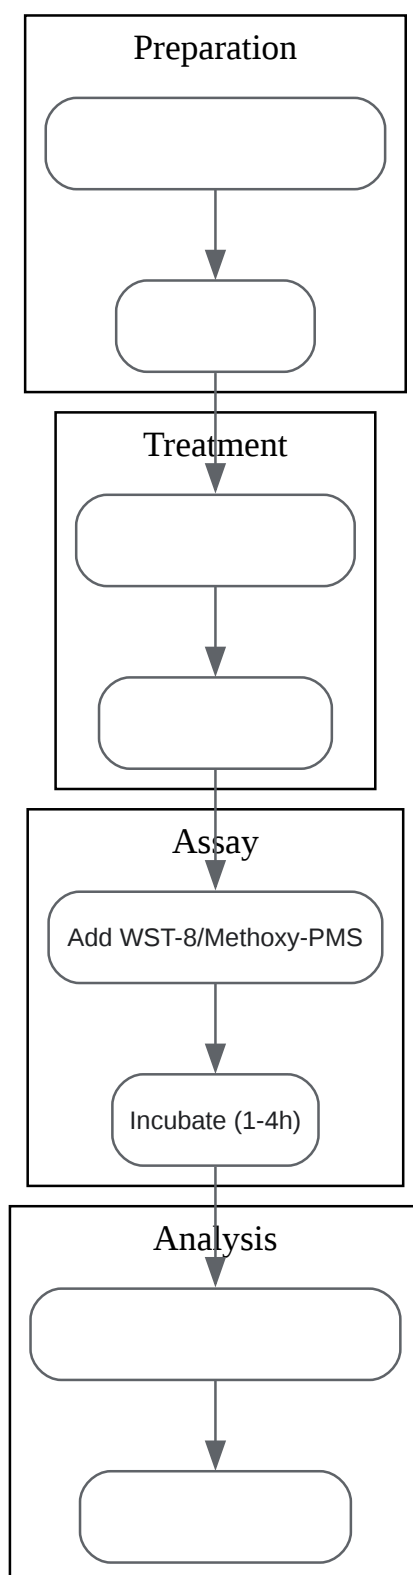 Preparation
Treatment
Assay
Add WST-8/Methoxy-PMS
Incubate (1-4h)
Analysis